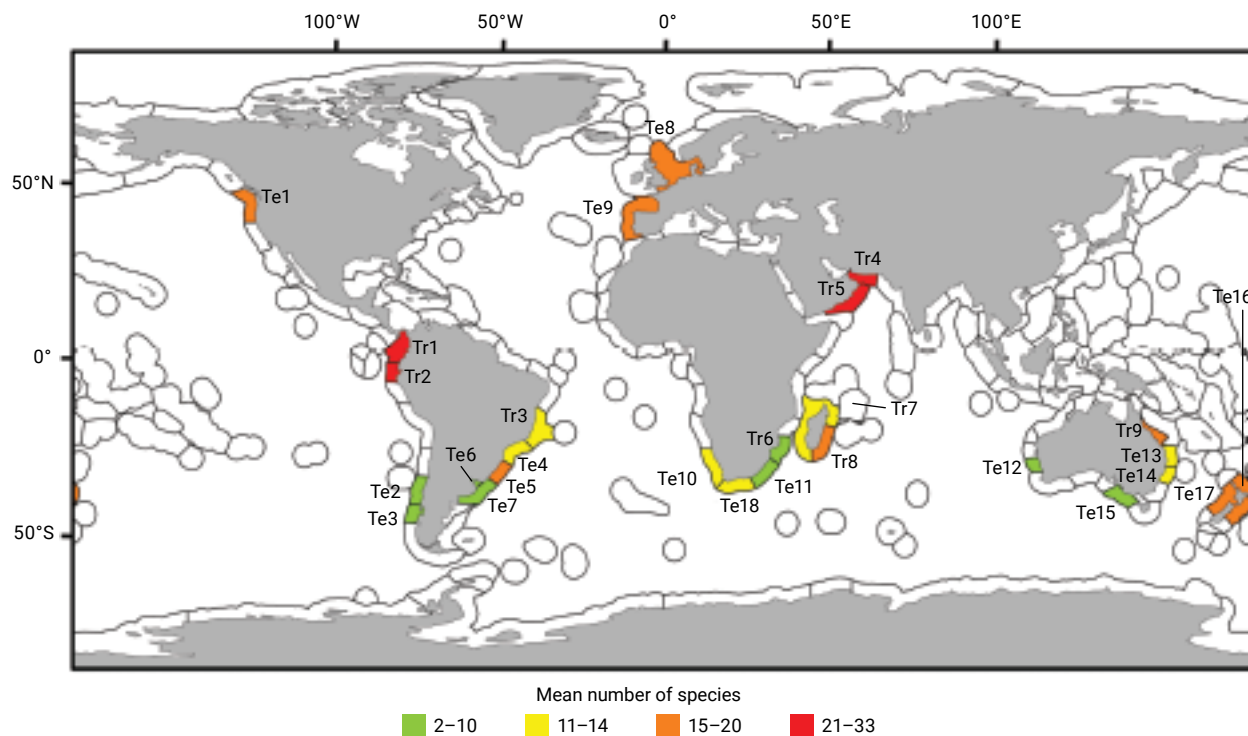 100°W 50°W 0° 50°E 100°E
Te8
50°N
Te1
Te9
Tr4
Tr5
Te16
0°
Tr1
Tr2
Tr7
Tr3
Tr9
Te6
Tr6
Te4
Tr8
Te13
Te12
Te14
Te10
Te5
Te11
Te2
Te7
Te18
Te17
Te3
Te15
50°S
Mean number of species
2–10 11–14 15–20 21–33